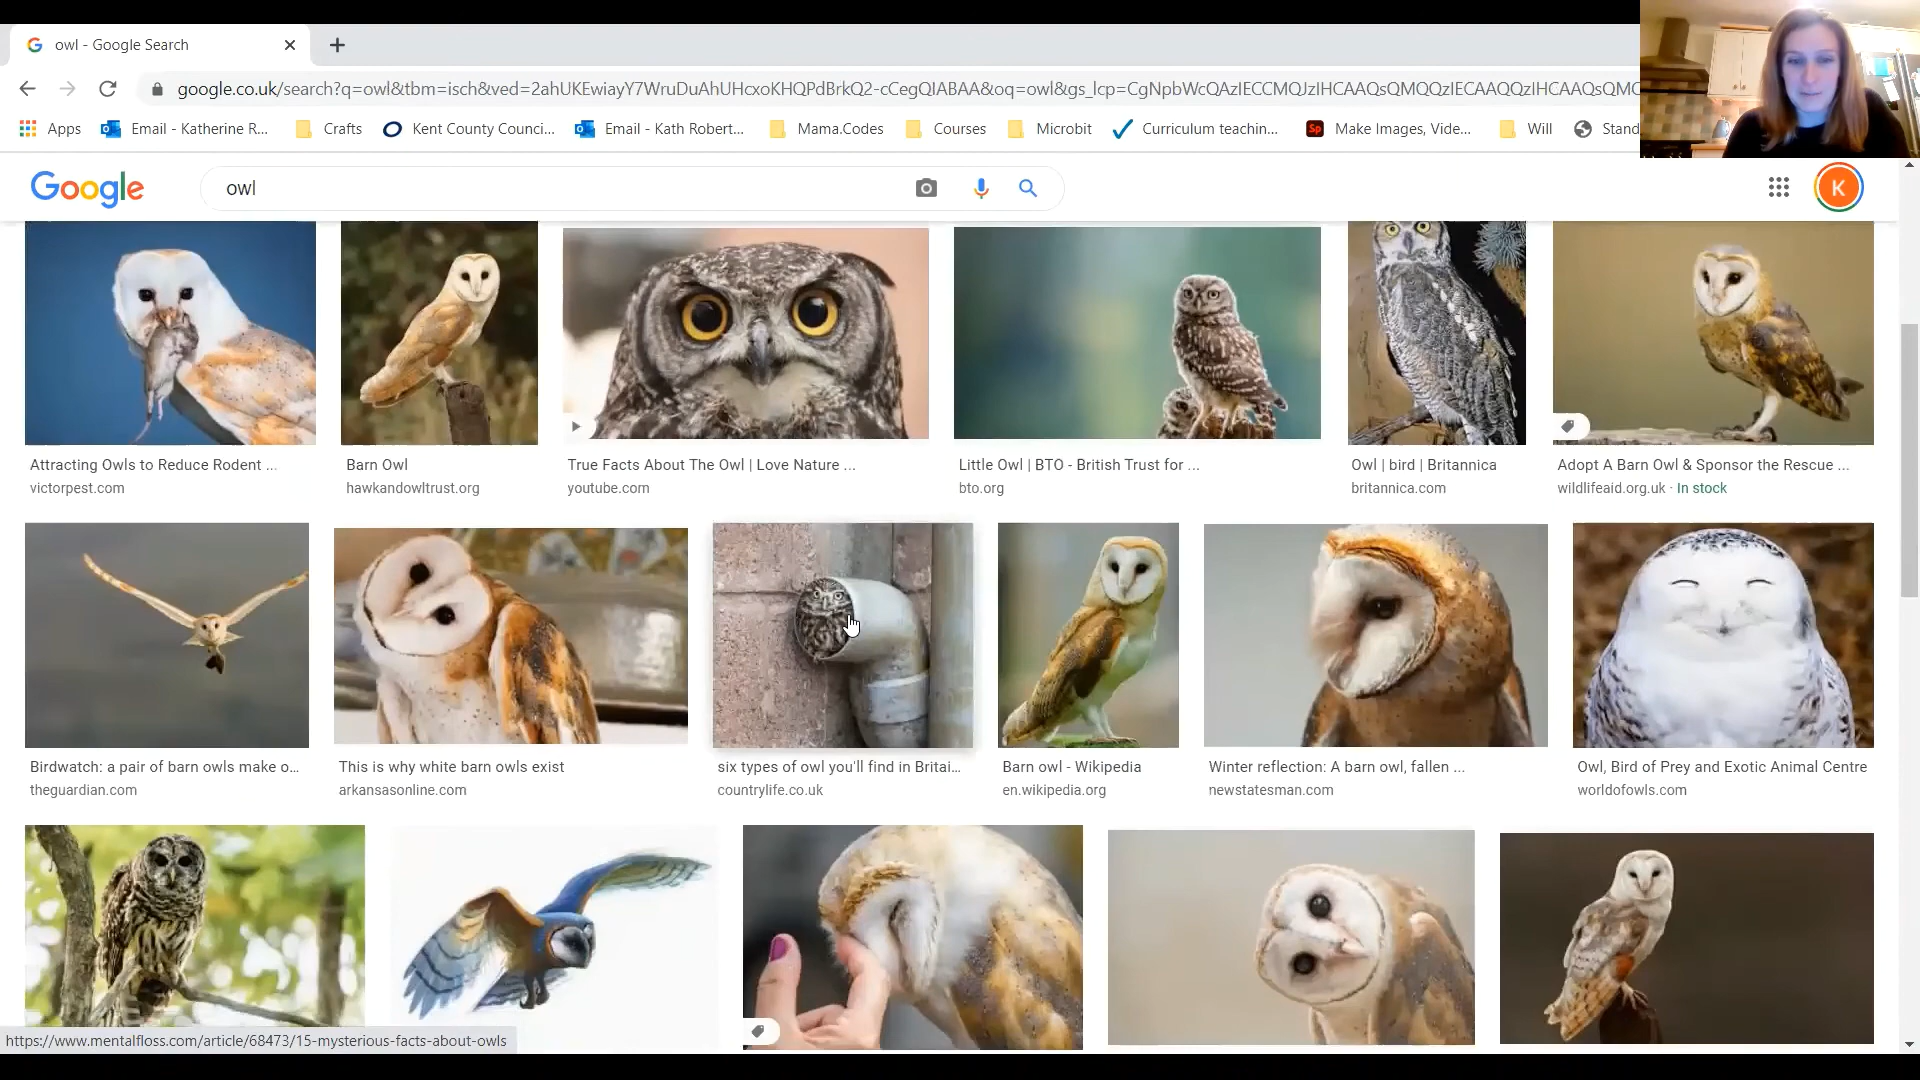 owl - Google Search
google.co.uk/search?q=owl&tbm=isch&ved=2ahUKEwiayY7WruDuAhUHcxoKHQPdBrkQ2-cCegQIABAA&oq=owl&gs_lcp=CgNpbWcQAzIECCMQJzIHCAAQsQMQQzIECAAQQzIHCAAQsQMC
Apps Email - Katherine R... Crafts Kent County Counci... Email - Kath Robert... Mama.Codes Courses Microbit Curriculum teachin... Sp Make Images, Vide... Will Stand
Google owl K
Attracting Owls to Reduce Rodent ... Barn Owl True Facts About The Owl | Love Nature ... Little Owl | BTO - British Trust for ... Owl | bird | Britannica Adopt A Barn Owl & Sponsor the Rescue ...
victorpest.com hawkandowltrust.org youtube.com bto.org britannica.com wildlifeaid.org.uk · In stock
Birdwatch: a pair of barn owls make o... This is why white barn owls exist six types of owl you'll find in Britai... Barn owl - Wikipedia Winter reflection: A barn owl, fallen ... Owl, Bird of Prey and Exotic Animal Centre
theguardian.com arkansasonline.com countrylife.co.uk en.wikipedia.org newstatesman.com worldofowls.com
https://www.mentalfloss.com/article/68473/15-mysterious-facts-about-owls